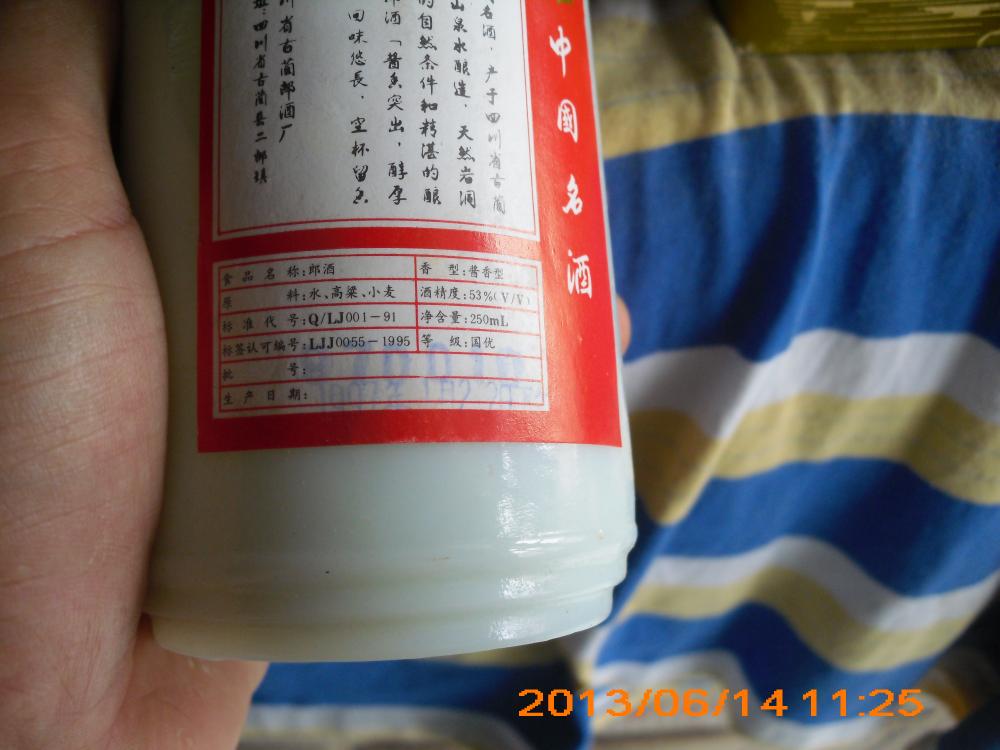 中國名酒
名酒，产于四川省古蔺
山泉水酿造，天然岩洞
的自然条件和精湛的酿
酒「醬香突出，醇厚
回味悠長，空杯留香
川省古蔺郎酒厂
四川省古蔺县二郎镇
食品名称:郎酒 香型:酱香型
原料:水、高粱、小麦 酒精度:53%(V/V)
标准代号:Q/LJ001-91 净含量:250mL
标签认可编号:LJJ0055-1995 等级:国优
批号:
生产日期:
2013/06/14 11:25